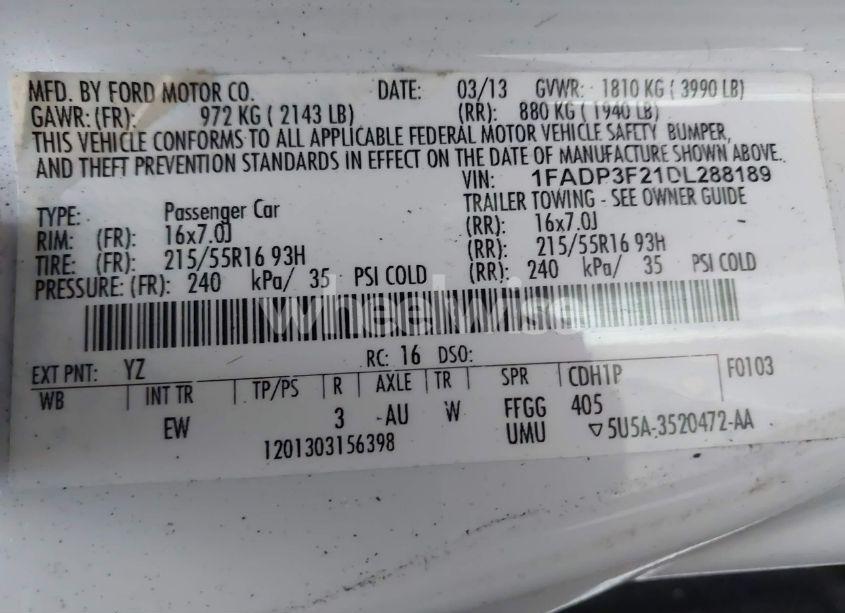 MFD. BY FORD MOTOR CO. DATE: 03/13 GVWR: 1810 KG ( 3990 LB)
GAWR: (FR): 972 KG ( 2143 LB) (RR): 880 KG ( 1940 LB)
THIS VEHICLE CONFORMS TO ALL APPLICABLE FEDERAL MOTOR VEHICLE SAFETY BUMPER,
AND THEFT PREVENTION STANDARDS IN EFFECT ON THE DATE OF MANUFACTURE SHOWN ABOVE.
VIN: 1FADP3F21DL288189
TYPE: Passenger Car TRAILER TOWING - SEE OWNER GUIDE
RIM: (FR): 16x7.0J (RR): 16x7.0J
TIRE: (FR): 215/55R16 93H (RR): 215/55R16 93H
PRESSURE: (FR): 240 kPa/ 35 PSI COLD (RR): 240 kPa/ 35 PSI COLD
wheelwise
EXT PNT: YZ RC: 16 DSO: F0103
WB INT TR TP/PS R AXLE TR SPR CDH1P
EW 3 -AU W FFGG 405
1201303156398 UMU ▽5U5A-3520472-AA